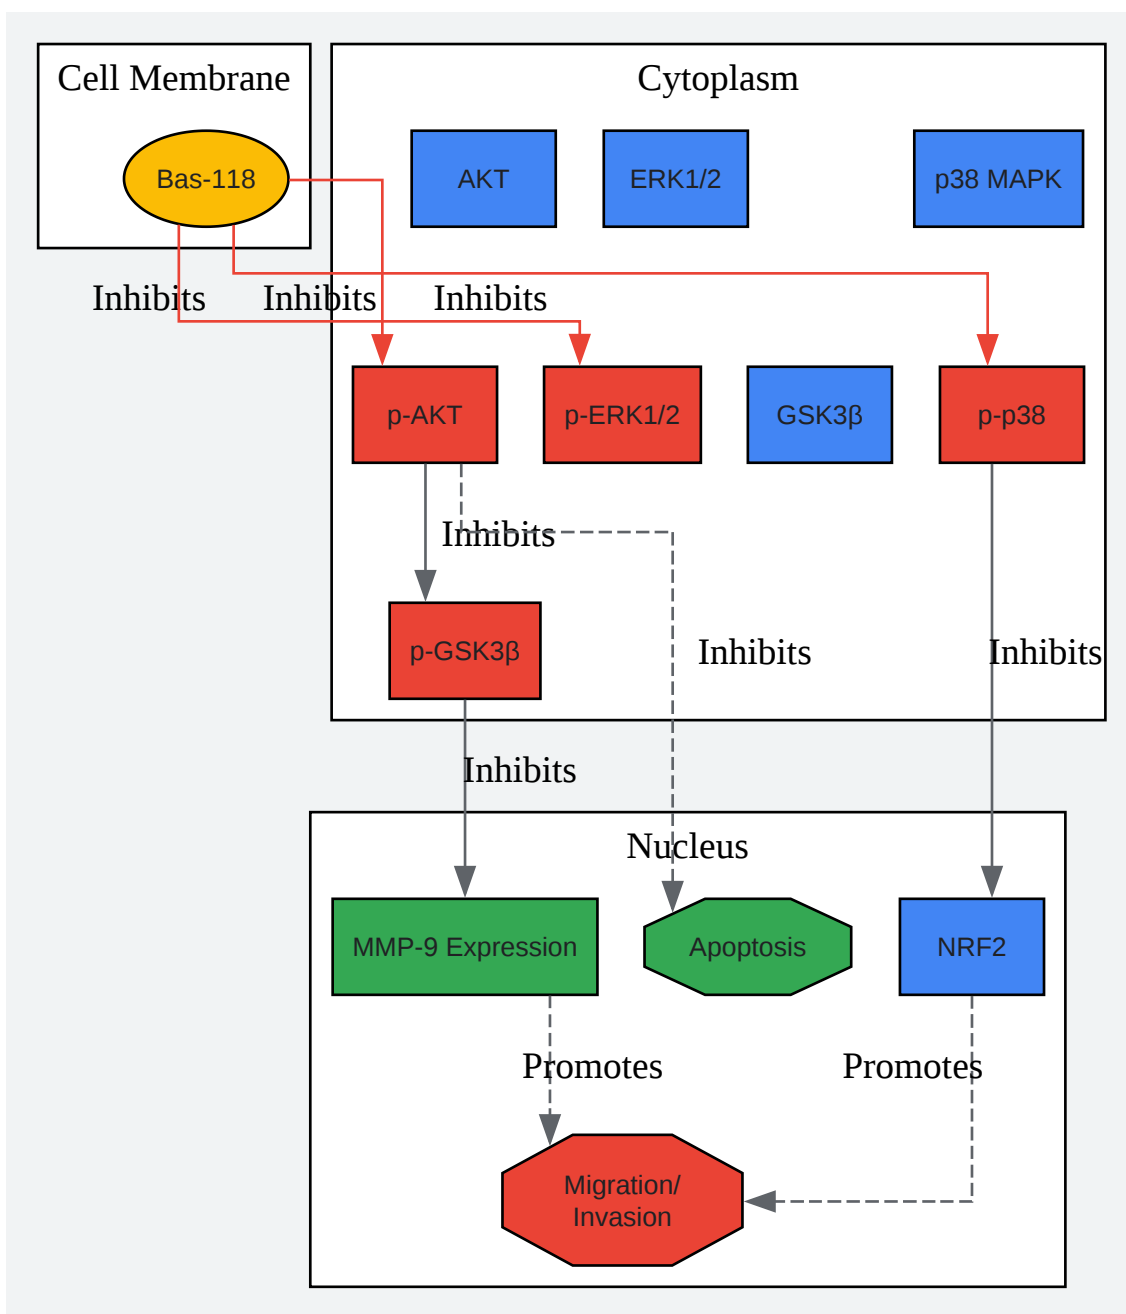 Cell Membrane
Cytoplasm
Bas-118
AKT
ERK1/2
p38 MAPK
Inhibits
Inhibits
Inhibits
p-AKT
p-ERK1/2
GSK3β
p-p38
Inhibits
p-GSK3β
Inhibits
Inhibits
Inhibits
Nucleus
MMP-9 Expression
Apoptosis
NRF2
Promotes
Promotes
Migration/
Invasion